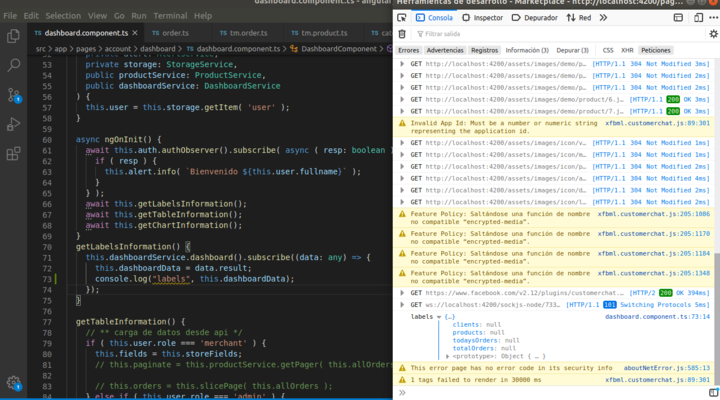 dashboard.component.ts - angular
File Edit Selection View Go Run Terminal Help
dashboard.component.ts × order.ts tm.order.ts tm.product.ts cat
src > app > pages > account > dashboard > dashboard.component.ts > DashboardComponent
53 private storage: StorageService,
54 public productService: ProductService,
55 public dashboardService: DashboardService
56 ) {
57 this.user = this.storage.getItem( 'user' );
58 }
59
60 async ngOnInit() {
61 await this.auth.authObserver().subscribe( async ( resp: boolean )
62 if ( resp ) {
63 this.alert.info( `Bienvenido ${this.user.fullname}` );
64 }
65 } );
66 await this.getLabelsInformation();
67 await this.getTableInformation();
68 await this.getChartInformation();
69 }
70 getLabelsInformation() {
71 this.dashboardService.dashboard().subscribe((data: any) => {
72 this.dashboardData = data.result;
73 console.log("labels", this.dashboardData);
74 });
75 }
76
77 getTableInformation() {
78 // ** carga de datos desde api */
79 if ( this.user.role === 'merchant' ) {
80 this.fields = this.storeFields;
81 // this.paginate = this.productService.getPager( this.allOrders
82
83 // this.orders = this.slicePage( this.allOrders );
84 } else if ( this.user.role === 'admin' ) {
Herramientas de desarrollo - Marketplace - http://localhost:4200/pag...
Consola Inspector Depurador Red
Filtrar salida
Errores Advertencias Registros Información (3) Depurar (3) CSS XHR Peticiones
GET http://localhost:4200/assets/images/demo/p… [HTTP/1.1 304 Not Modified 3ms]
GET http://localhost:4200/assets/images/demo/p… [HTTP/1.1 304 Not Modified 2ms]
GET http://localhost:4200/assets/images/demo/p… [HTTP/1.1 304 Not Modified 3ms]
GET http://localhost:4200/assets/images/demo/product/6.j… [HTTP/1.1 200 OK 3ms]
GET http://localhost:4200/assets/images/demo/product/7.j… [HTTP/1.1 200 OK 3ms]
Invalid App Id: Must be a number or numeric string representing the application id. xfbml.customerchat.js:89:301
GET http://localhost:4200/assets/images/icon/v… [HTTP/1.1 304 Not Modified 1ms]
GET http://localhost:4200/assets/images/icon/m… [HTTP/1.1 304 Not Modified 1ms]
GET http://localhost:4200/assets/images/icon/a… [HTTP/1.1 304 Not Modified 2ms]
GET http://localhost:4200/assets/images/icon/a… [HTTP/1.1 304 Not Modified 4ms]
GET http://localhost:4200/assets/images/icon/d… [HTTP/1.1 304 Not Modified 2ms]
GET http://localhost:4200/assets/images/icon/l… [HTTP/1.1 304 Not Modified 2ms]
Feature Policy: Saltándose una función de nombre no compatible “encrypted-media”. xfbml.customerchat.js:205:1086
Feature Policy: Saltándose una función de nombre no compatible “encrypted-media”. xfbml.customerchat.js:205:1170
Feature Policy: Saltándose una función de nombre no compatible “encrypted-media”. xfbml.customerchat.js:205:1184
Feature Policy: Saltándose una función de nombre no compatible “encrypted-media”. xfbml.customerchat.js:205:1348
GET https://www.facebook.com/v2.12/plugins/customerchat… [HTTP/2 200 OK 394ms]
GET ws://localhost:4200/sockjs-node/733… [HTTP/1.1 101 Switching Protocols 5ms]
labels {…} dashboard.component.ts:73:14
clients: null
products: null
todaysOrders: null
totalOrders: null
<prototype>: Object { … }
This error page has no error code in its security info aboutNetError.js:585:13
1 tags failed to render in 30000 ms xfbml.customerchat.js:89:301